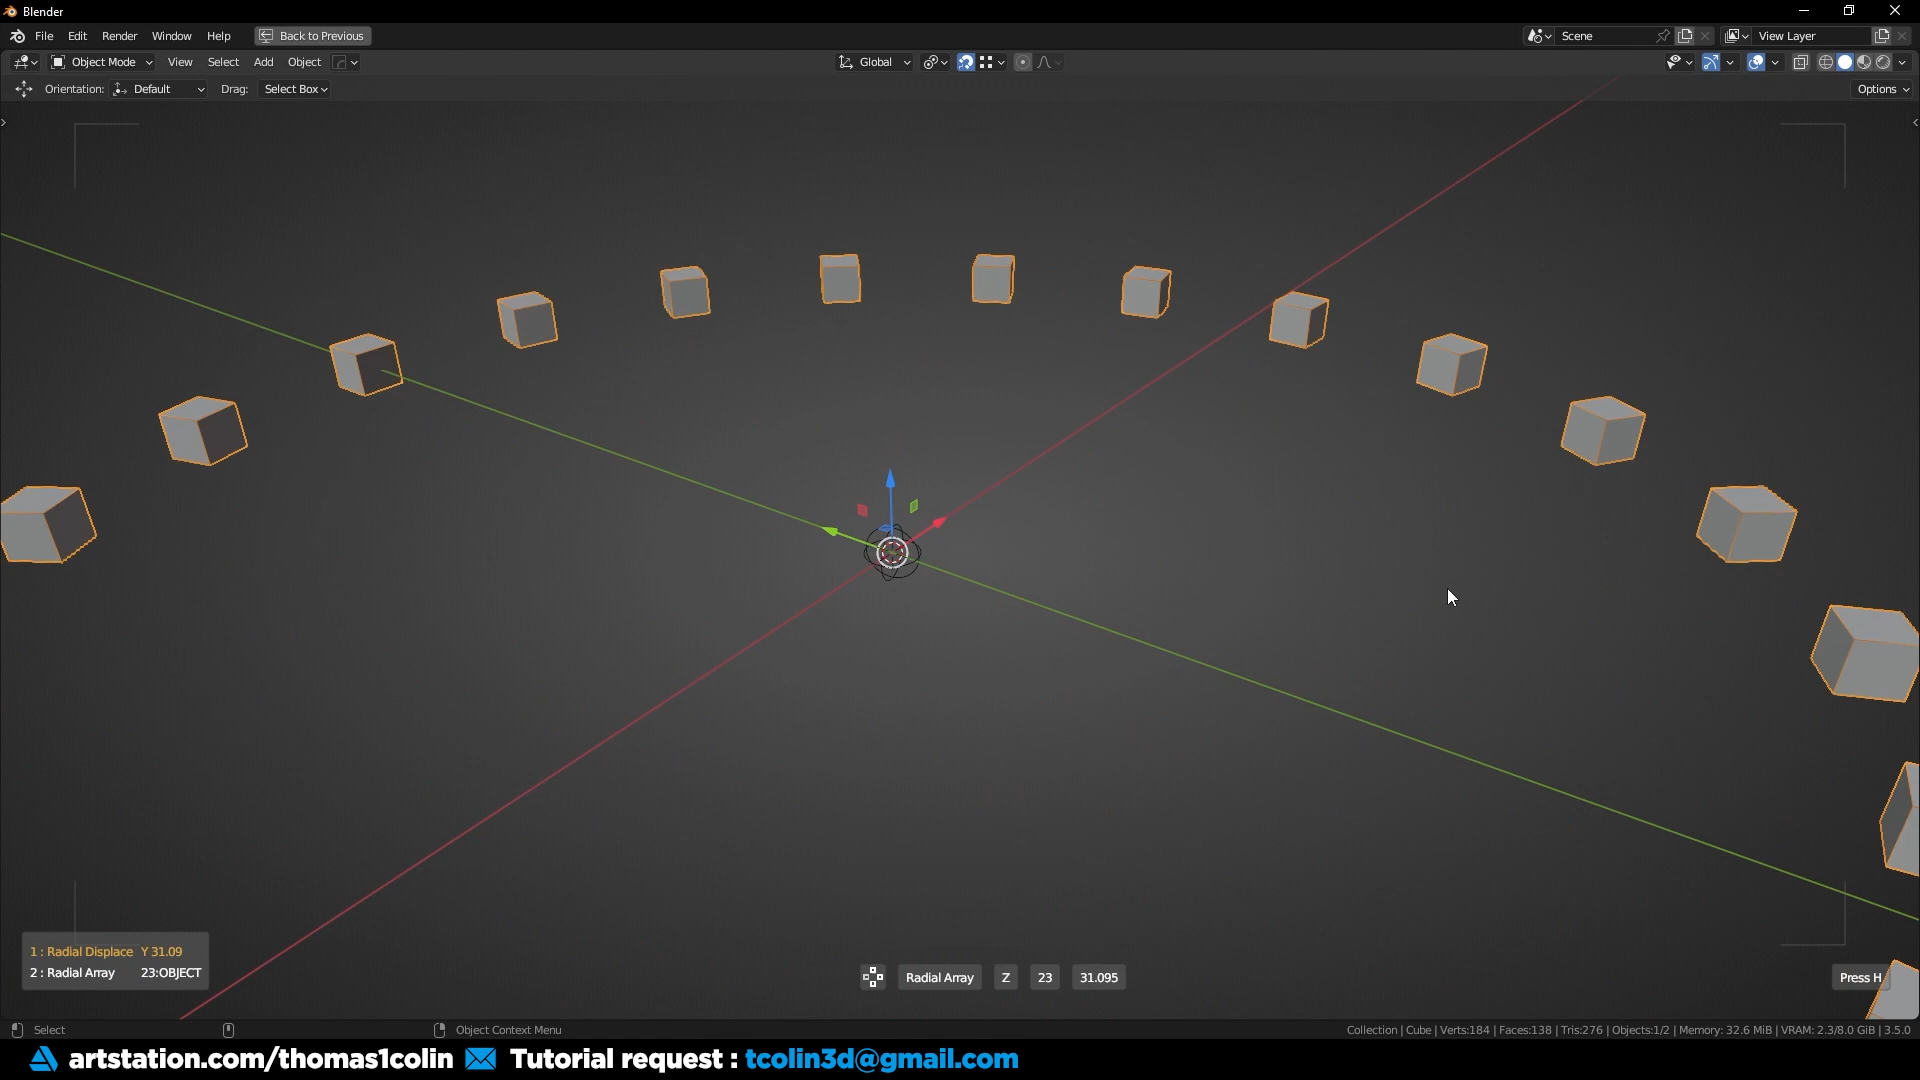 Blender
File Edit Render Window Help Back to Previous Scene View Layer
Object Mode View Select Add Object Global
Orientation: Default Drag: Select Box Options
1 : Radial Displace Y 31.09
2 : Radial Array 23:OBJECT
Radial Array Z 23 31.095 Press H
Select Object Context Menu Collection | Cube | Verts:184 | Faces:138 | Tris:276 | Objects:1/2 | Memory: 32.6 MiB | VRAM: 2.3/8.0 GiB | 3.5.0
artstation.com/thomas1colin Tutorial request : tcolin3d@gmail.com